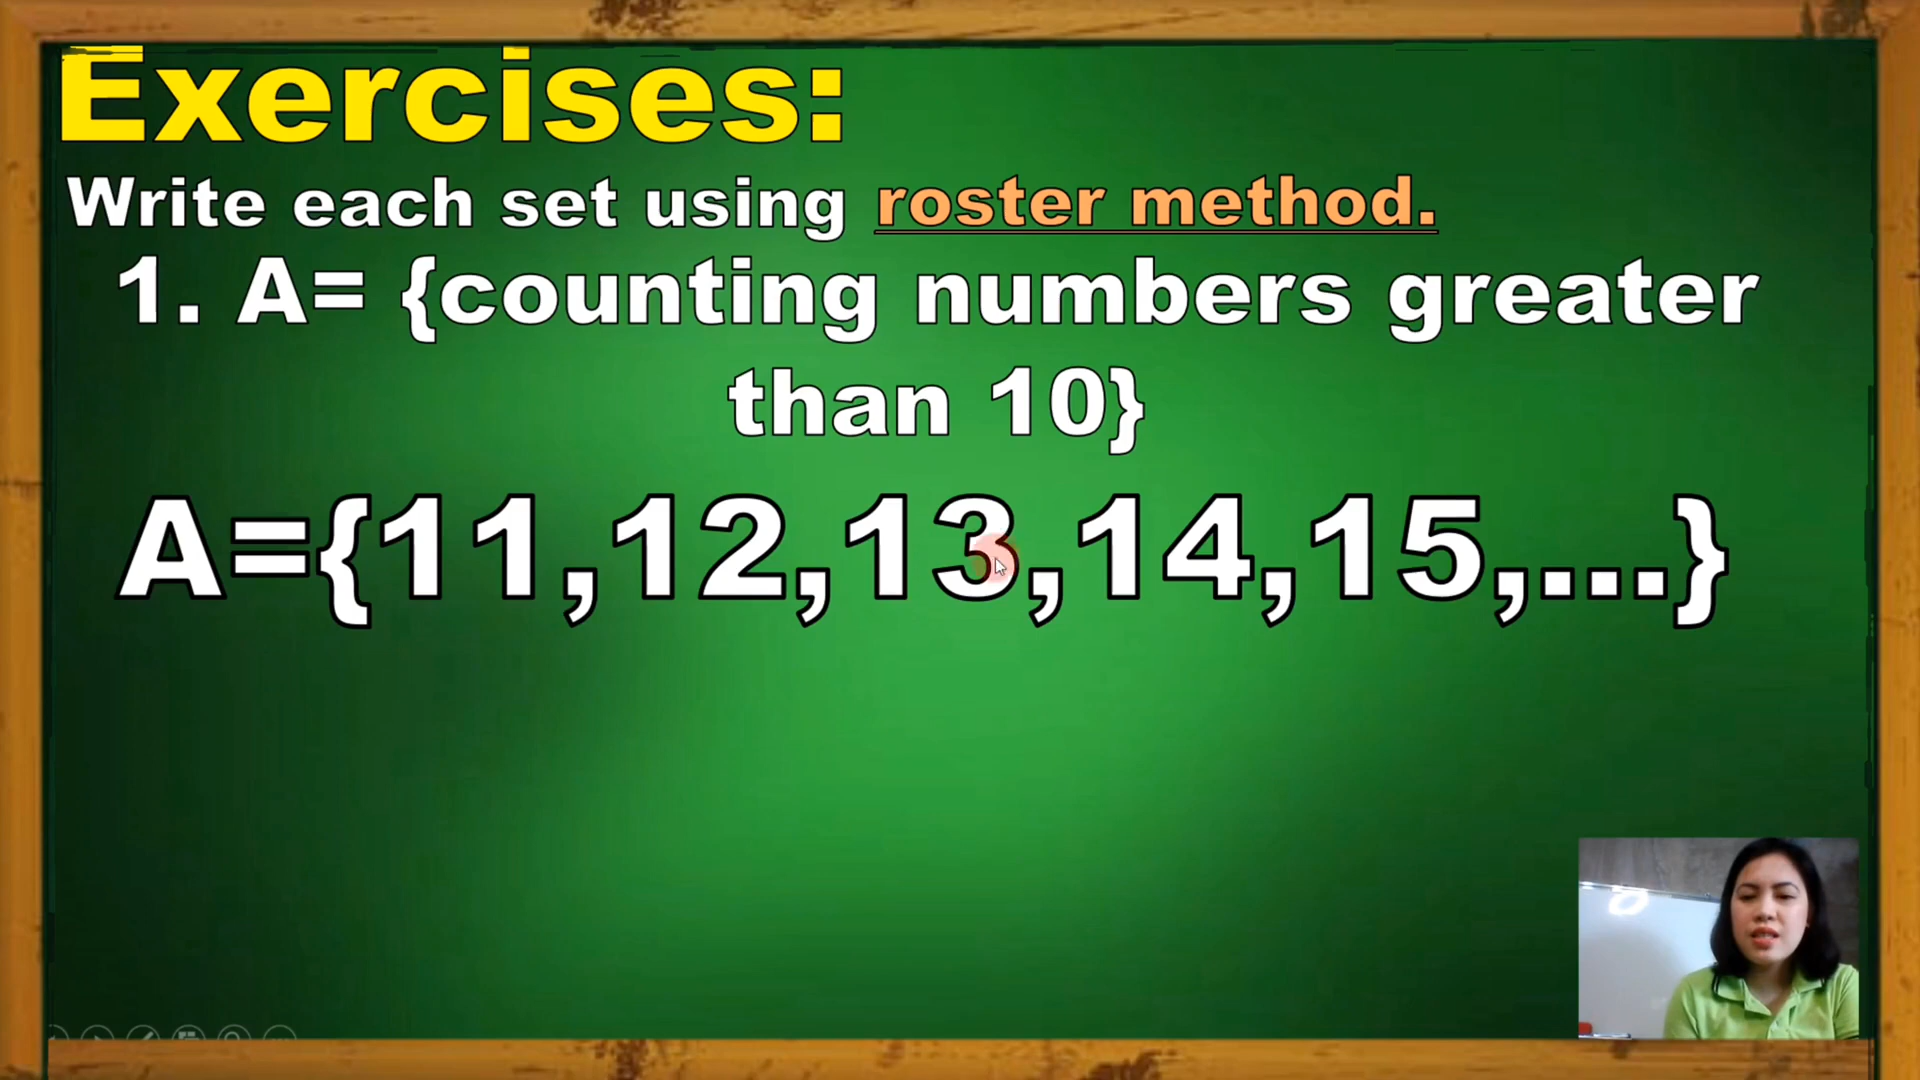 Exercises:
Write each set using roster method.
1. A= {counting numbers greater
than 10}
A={11,12,13,14,15,...}